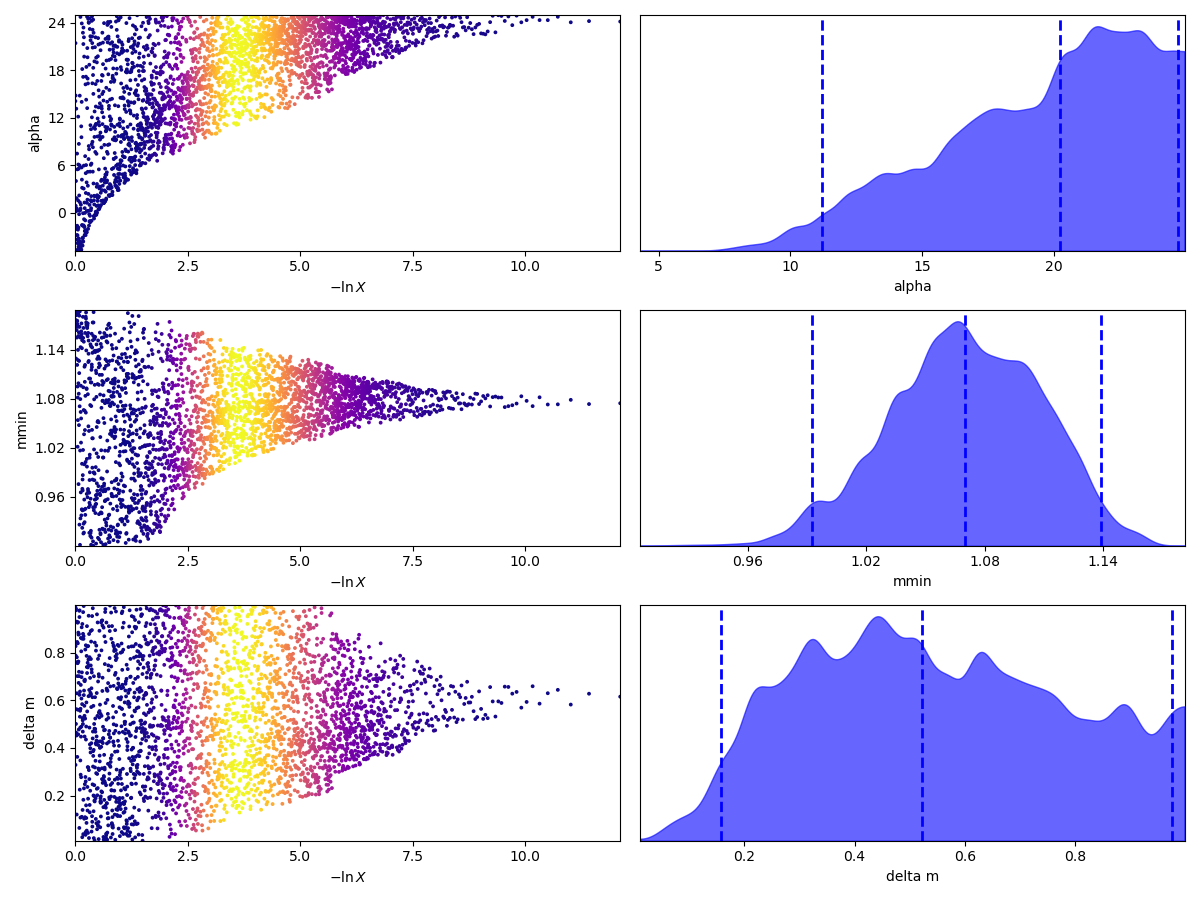 24
18
12
6
0
alpha
0.0 2.5 5.0 7.5 10.0
−ln X
5 10 15 20
alpha
1.14
1.08
1.02
0.96
mmin
0.0 2.5 5.0 7.5 10.0
−ln X
0.96 1.02 1.08 1.14
mmin
0.8
0.6
0.4
0.2
delta m
0.0 2.5 5.0 7.5 10.0
−ln X
0.2 0.4 0.6 0.8
delta m